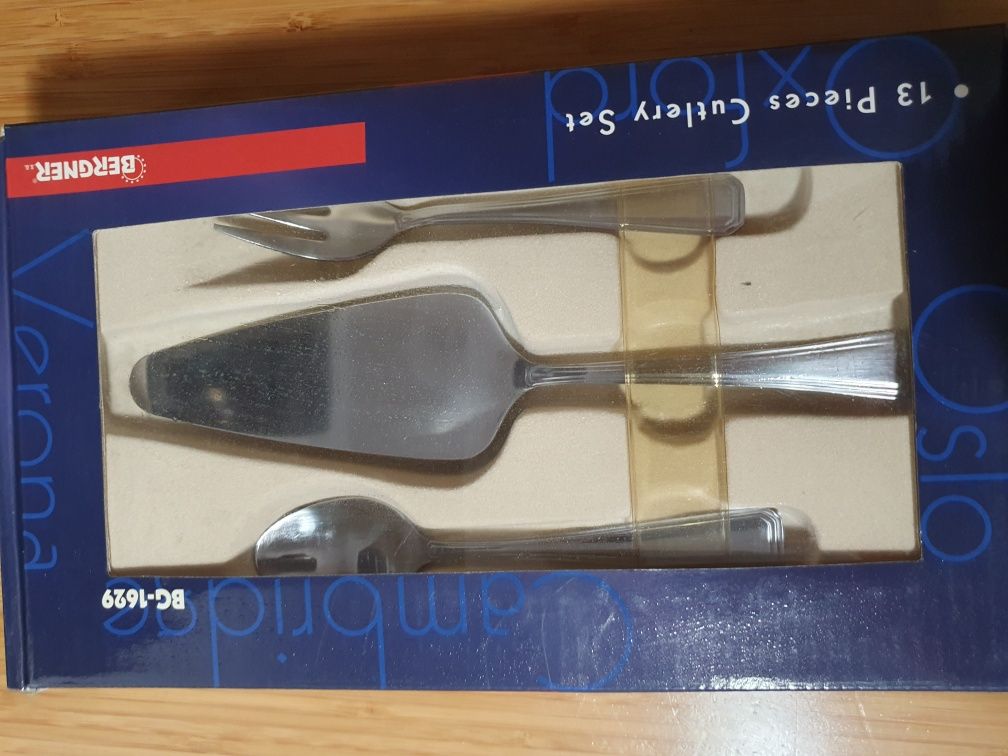 • 13 Pieces Cutlery Set
Oxford
BERGNER®
Oslo
Verona
Cambridge
BG-1629